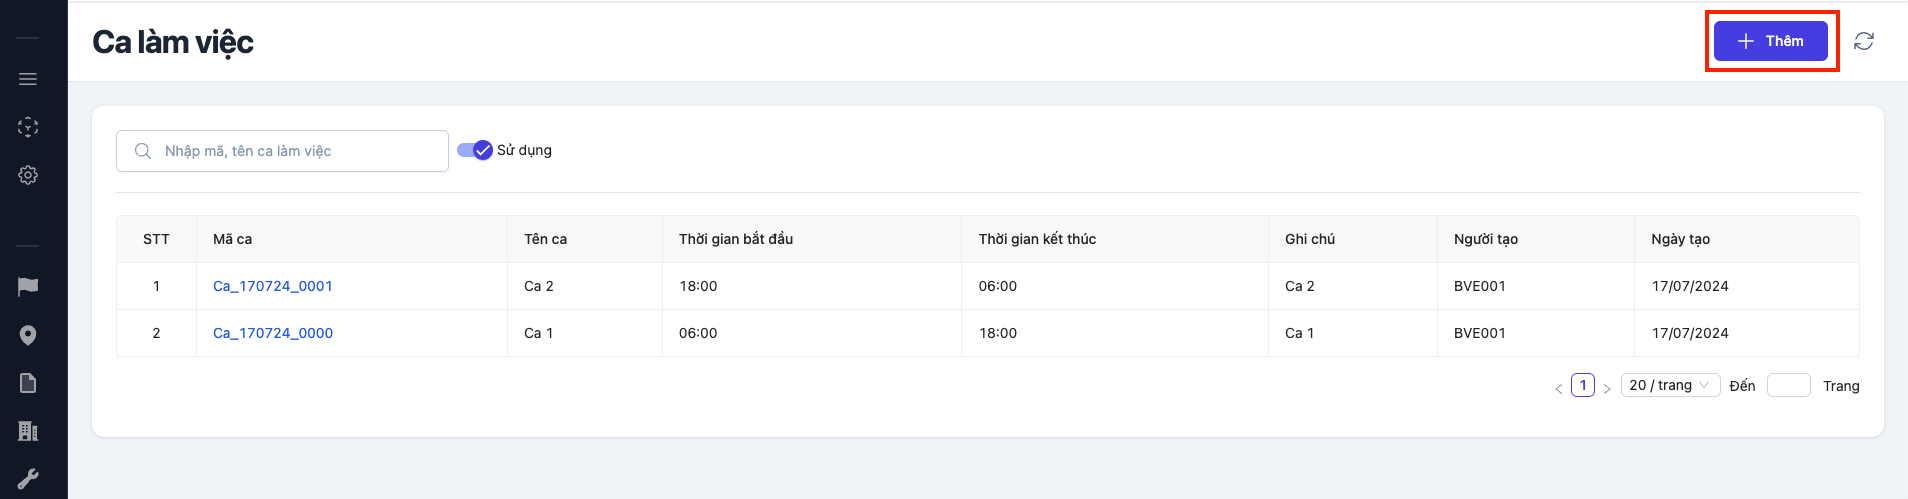 Ca làm việc
Thêm
Nhập mã, tên ca làm việc
Sử dụng
STT Mã ca Tên ca Thời gian bắt đầu Thời gian kết thúc Ghi chú Người tạo Ngày tạo
1 Ca_170724_0001 Ca 2 18:00 06:00 Ca 2 BVE001 17/07/2024
2 Ca_170724_0000 Ca 1 06:00 18:00 Ca 1 BVE001 17/07/2024
1 20 / trang Đến Trang